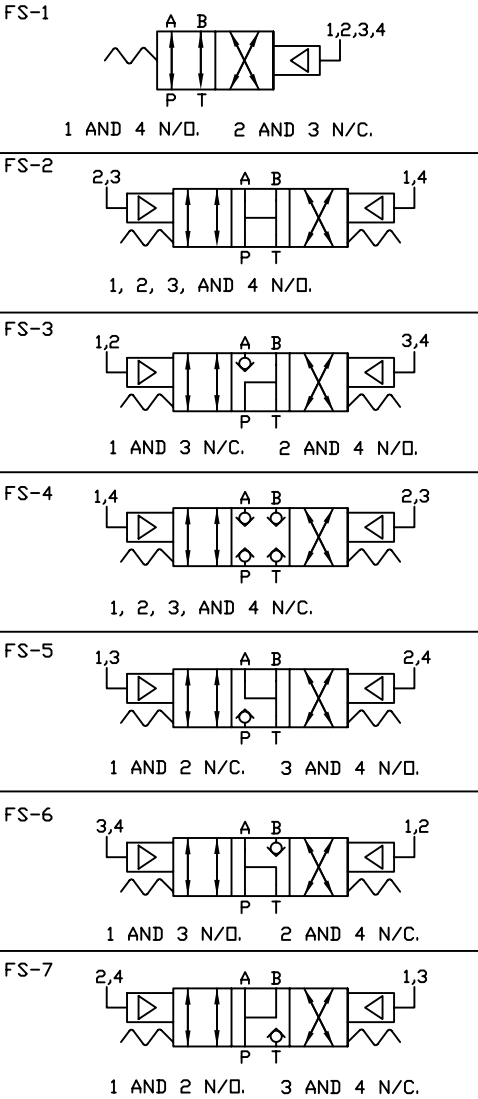 FS-1
A B
1,2,3,4
P T
1 AND 4 N/O. 2 AND 3 N/C.
FS-2
2,3 A B 1,4
P T
1, 2, 3, AND 4 N/O.
FS-3
1,2 A B 3,4
P T
1 AND 3 N/C. 2 AND 4 N/O.
FS-4
1,4 A B 2,3
P T
1, 2, 3, AND 4 N/C.
FS-5
1,3 A B 2,4
P T
1 AND 2 N/C. 3 AND 4 N/O.
FS-6
3,4 A B 1,2
P T
1 AND 3 N/O. 2 AND 4 N/C.
FS-7
2,4 A B 1,3
P T
1 AND 2 N/O. 3 AND 4 N/C.